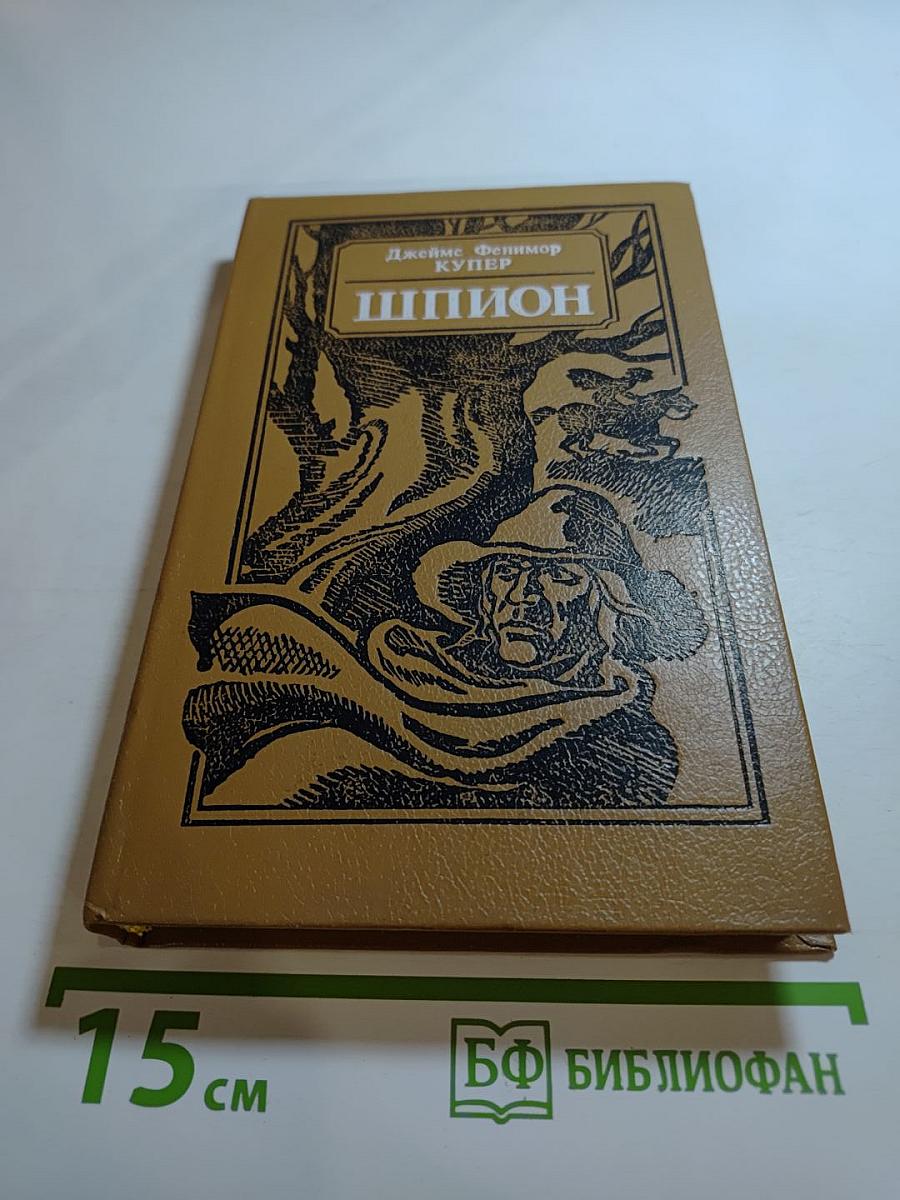 Джеймс Фенимор
КУПЕР
ШПИОН
15 см
БФ БИБЛИОФАН